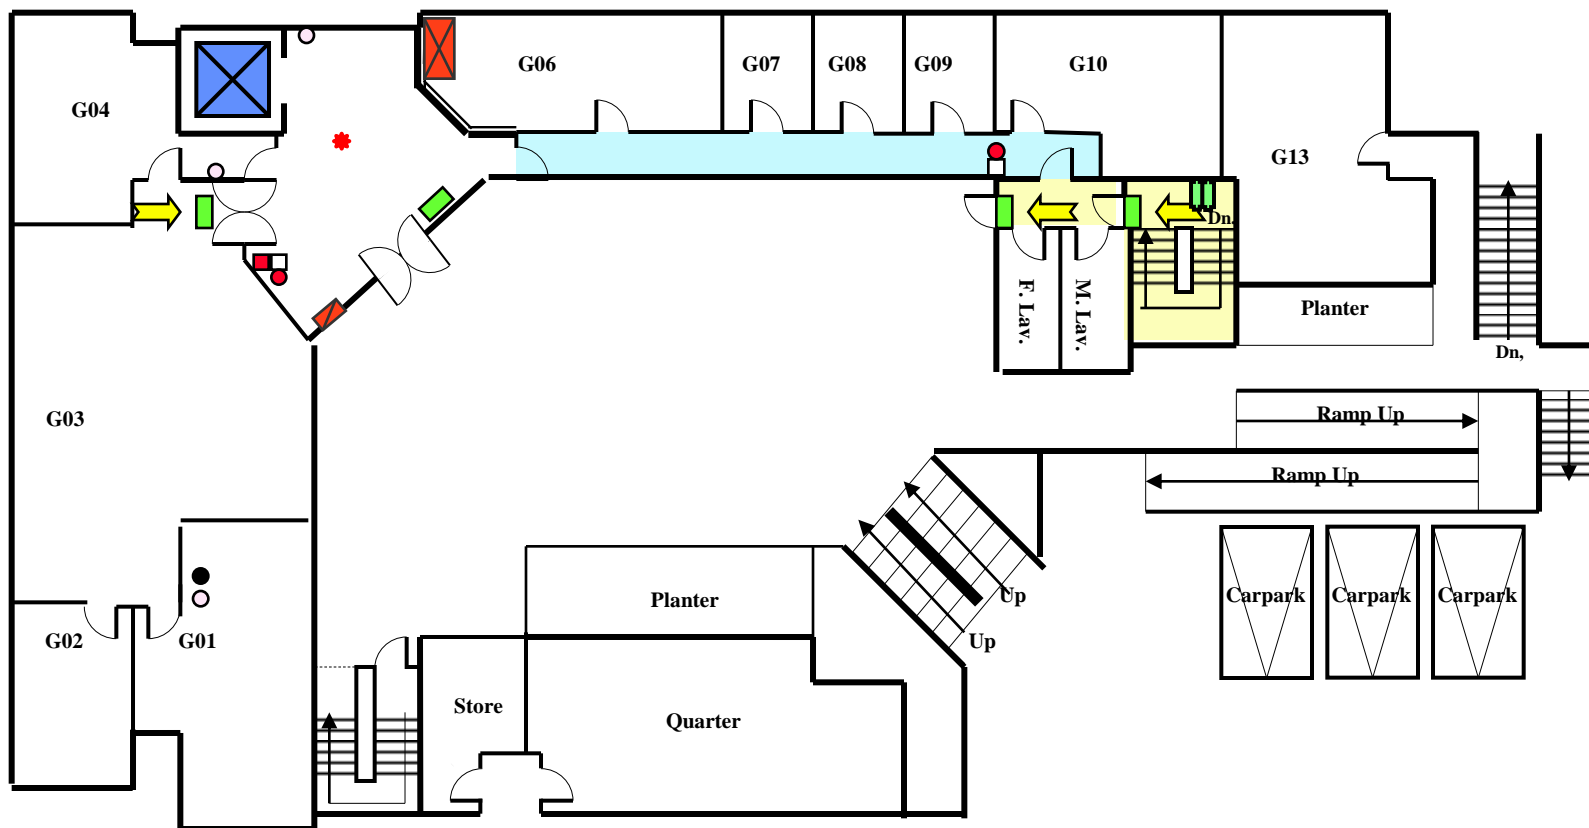 G06
G07
G08
G09
G10
G04
G13
Dn,
F. Lav.
M. Lav.
Planter
Dn,
G03
Ramp Up
Ramp Up
Planter
Up
Carpark
Carpark
Carpark
G02
G01
Up
Store
Quarter